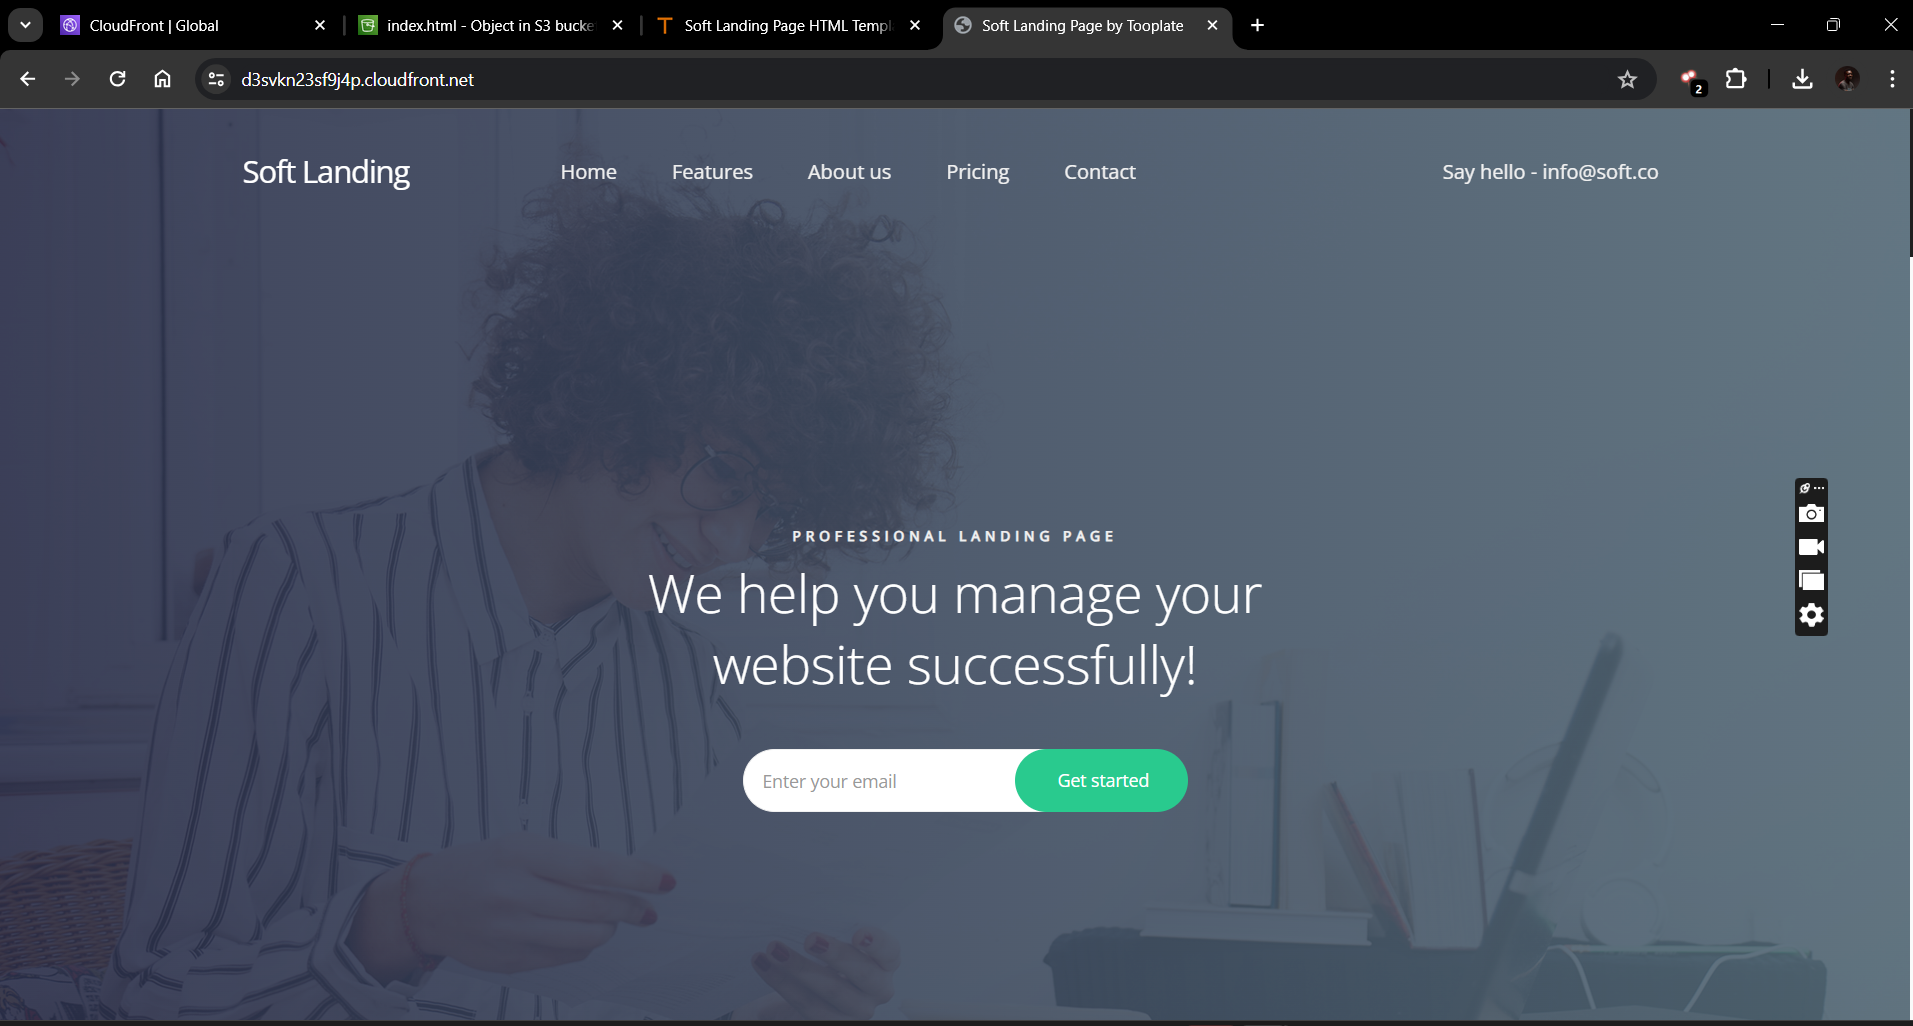 CloudFront | Global
index.html - Object in S3 bucke
Soft Landing Page HTML Templ
Soft Landing Page by Tooplate
d3svkn23sf9j4p.cloudfront.net
2
Soft Landing
Home
Features
About us
Pricing
Contact
Say hello - info@soft.co
PROFESSIONAL LANDING PAGE
We help you manage your
website successfully!
Enter your email
Get started